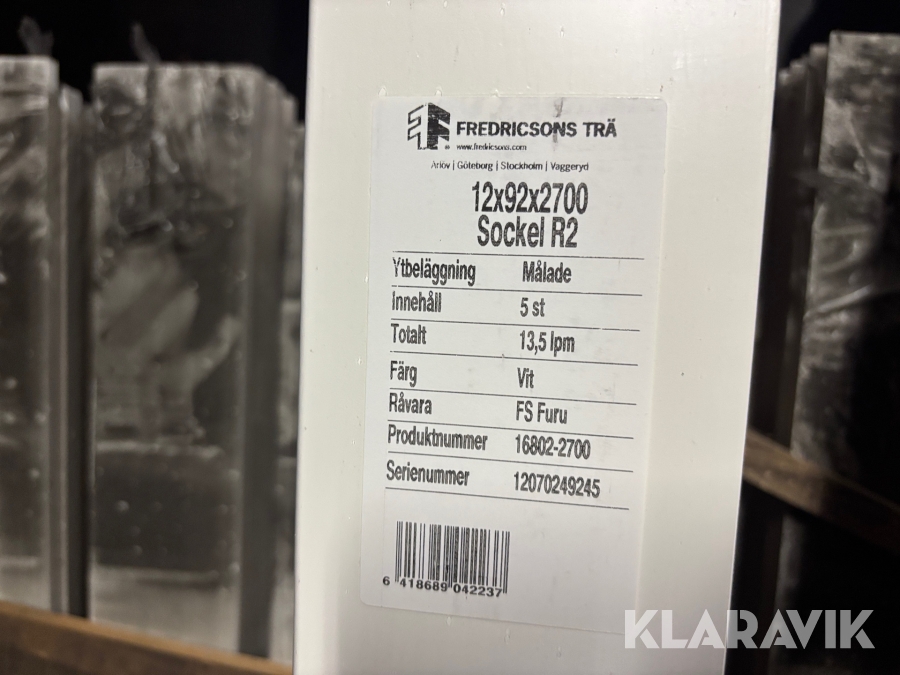 FREDRICSONS TRÄ
www.fredricsons.com
Arlöv | Göteborg | Stockholm | Vaggeryd
12x92x2700
Sockel R2
Ytbeläggning Målade
Innehåll 5 st
Totalt 13,5 lpm
Färg Vit
Råvara FS Furu
Produktnummer 16802-2700
Serienummer 12070249245
6 418689 042237
KLARAVIK